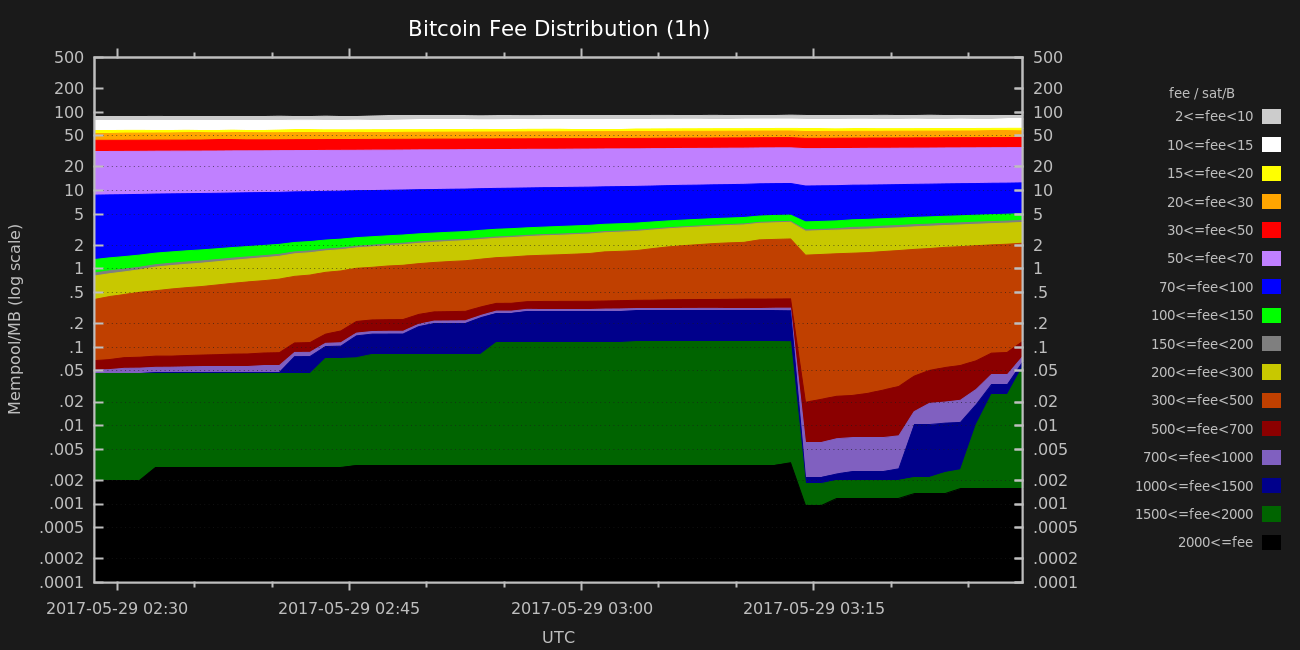 Bitcoin Fee Distribution (1h)
Mempool/MB (log scale)
500
200
100
50
20
10
5
2
1
.5
.2
.1
.05
.02
.01
.005
.002
.001
.0005
.0002
.0001
500
200
100
50
20
10
5
2
1
.5
.2
.1
.05
.02
.01
.005
.002
.001
.0005
.0002
.0001
2017-05-29 02:30
2017-05-29 02:45
2017-05-29 03:00
2017-05-29 03:15
UTC
fee / sat/B
2<=fee<10
10<=fee<15
15<=fee<20
20<=fee<30
30<=fee<50
50<=fee<70
70<=fee<100
100<=fee<150
150<=fee<200
200<=fee<300
300<=fee<500
500<=fee<700
700<=fee<1000
1000<=fee<1500
1500<=fee<2000
2000<=fee